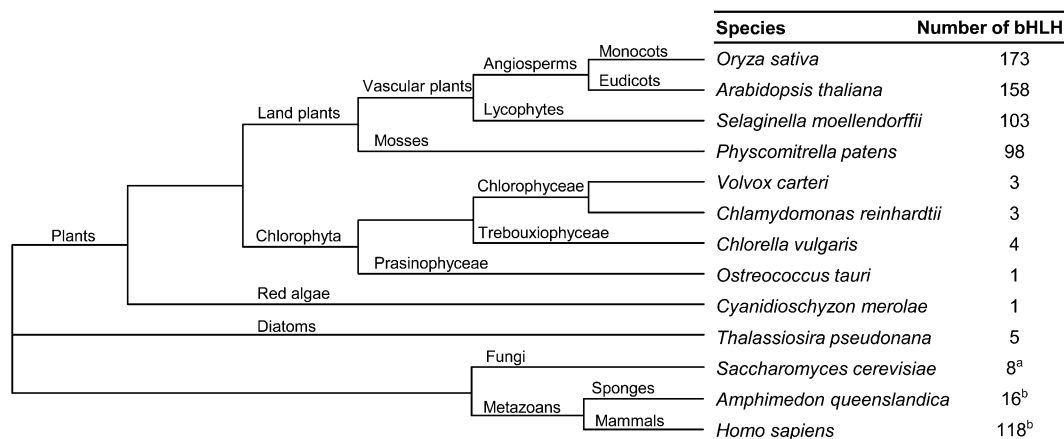 Species Number of bHLH
Monocots
Oryza sativa 173
Angiosperms
Eudicots
Vascular plants
Arabidopsis thaliana 158
Land plants
Lycophytes
Selaginella moellendorffii 103
Mosses
Physcomitrella patens 98
Chlorophyceae
Volvox carteri 3
Chlamydomonas reinhardtii 3
Plants
Chlorophyta
Trebouxiophyceae
Chlorella vulgaris 4
Prasinophyceae
Ostreococcus tauri 1
Red algae
Cyanidioschyzon merolae 1
Diatoms
Thalassiosira pseudonana 5
Fungi
Saccharomyces cerevisiae 8a
Sponges
Amphimedon queenslandica 16b
Metazoans
Mammals
Homo sapiens 118b